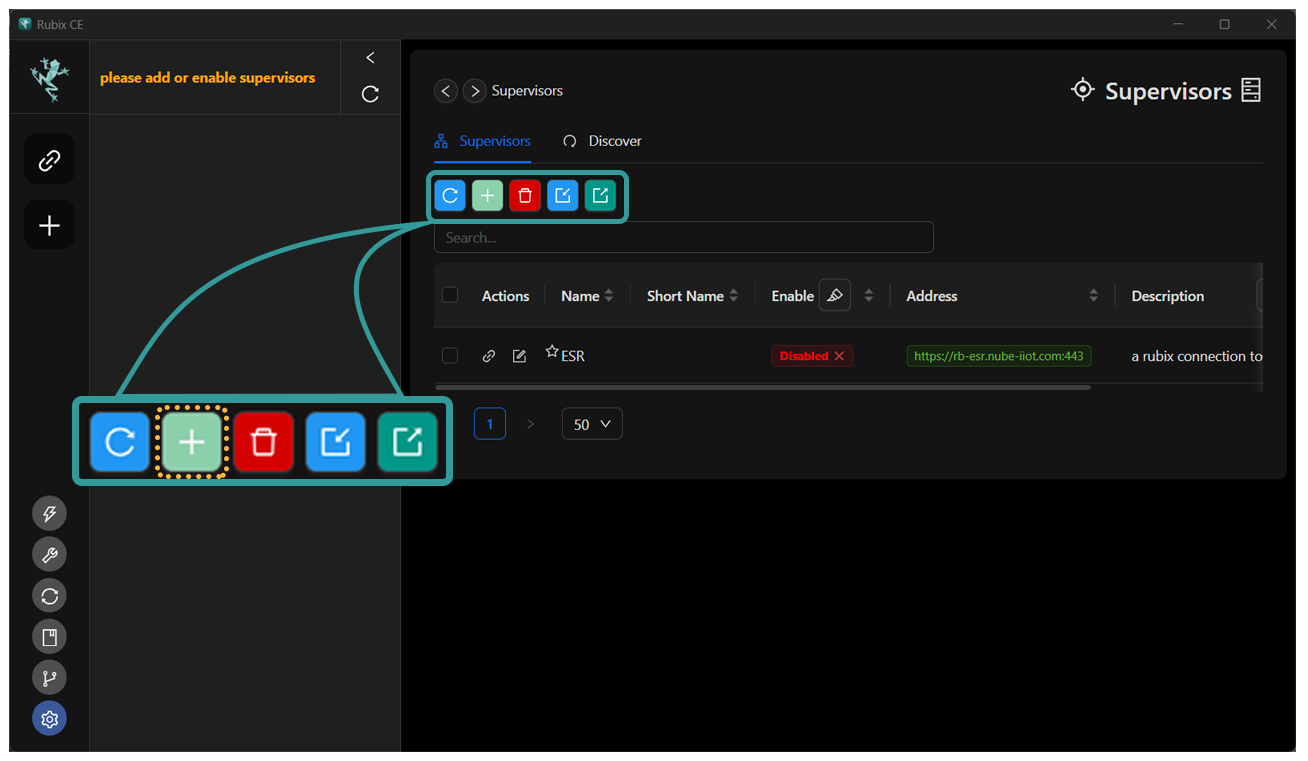 Rubix CE
please add or enable supervisors
Supervisors
Supervisors
Supervisors
Discover
Search...
Actions
Name
Short Name
Enable
Address
Description
ESR
Disabled
https://rb-esr.nube-iiot.com:443
a rubix connection to
1
50